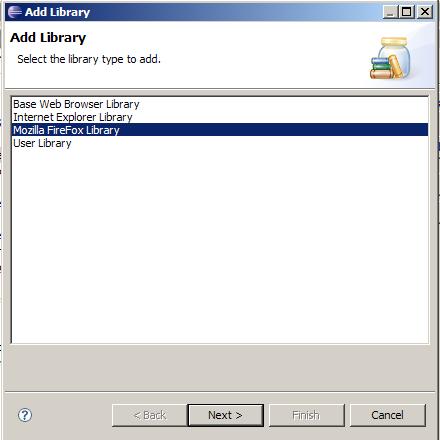 Add Library
Add Library
Select the library type to add.
Base Web Browser Library
Internet Explorer Library
Mozilla FireFox Library
User Library
?
< Back
Next >
Finish
Cancel